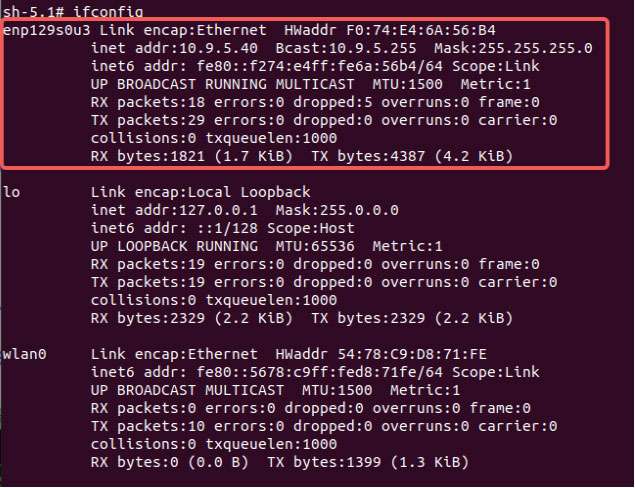 sh-5.1# ifconfig
enp129s0u3 Link encap:Ethernet  HWaddr F0:74:E4:6A:56:B4
inet addr:10.9.5.40  Bcast:10.9.5.255  Mask:255.255.255.0
inet6 addr: fe80::f274:e4ff:fe6a:56b4/64 Scope:Link
UP BROADCAST RUNNING MULTICAST  MTU:1500  Metric:1
RX packets:18 errors:0 dropped:5 overruns:0 frame:0
TX packets:29 errors:0 dropped:0 overruns:0 carrier:0
collisions:0 txqueuelen:1000
RX bytes:1821 (1.7 KiB)  TX bytes:4387 (4.2 KiB)
lo        Link encap:Local Loopback
inet addr:127.0.0.1  Mask:255.0.0.0
inet6 addr: ::1/128 Scope:Host
UP LOOPBACK RUNNING  MTU:65536  Metric:1
RX packets:19 errors:0 dropped:0 overruns:0 frame:0
TX packets:19 errors:0 dropped:0 overruns:0 carrier:0
collisions:0 txqueuelen:1000
RX bytes:2329 (2.2 KiB)  TX bytes:2329 (2.2 KiB)
wlan0     Link encap:Ethernet  HWaddr 54:78:C9:D8:71:FE
inet6 addr: fe80::5678:c9ff:fed8:71fe/64 Scope:Link
UP BROADCAST MULTICAST  MTU:1500  Metric:1
RX packets:0 errors:0 dropped:0 overruns:0 frame:0
TX packets:10 errors:0 dropped:0 overruns:0 carrier:0
collisions:0 txqueuelen:1000
RX bytes:0 (0.0 B)  TX bytes:1399 (1.3 KiB)